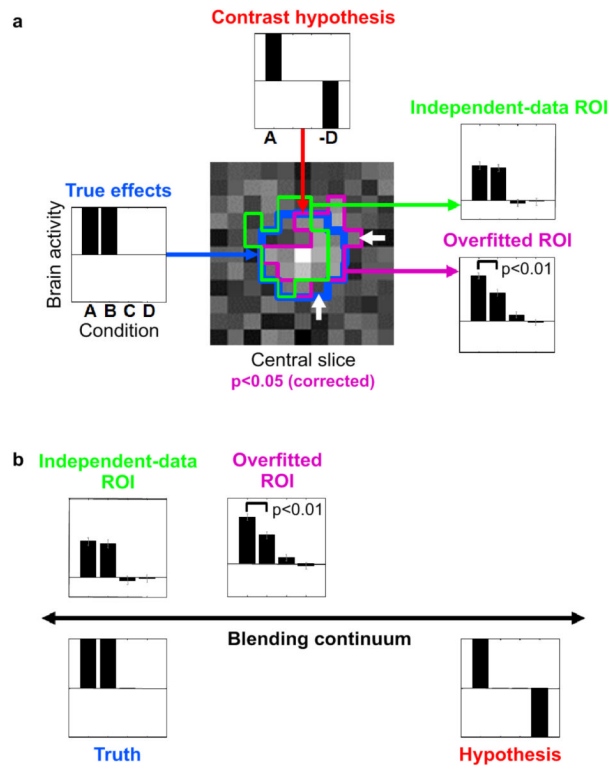 a
Contrast hypothesis
A -D
Independent-data ROI
True effects
Brain activity
A B C D
Condition
Overfitted ROI
p<0.01
Central slice
p<0.05 (corrected)
b
Independent-data
ROI
Overfitted
ROI
p<0.01
Blending continuum
Truth
Hypothesis